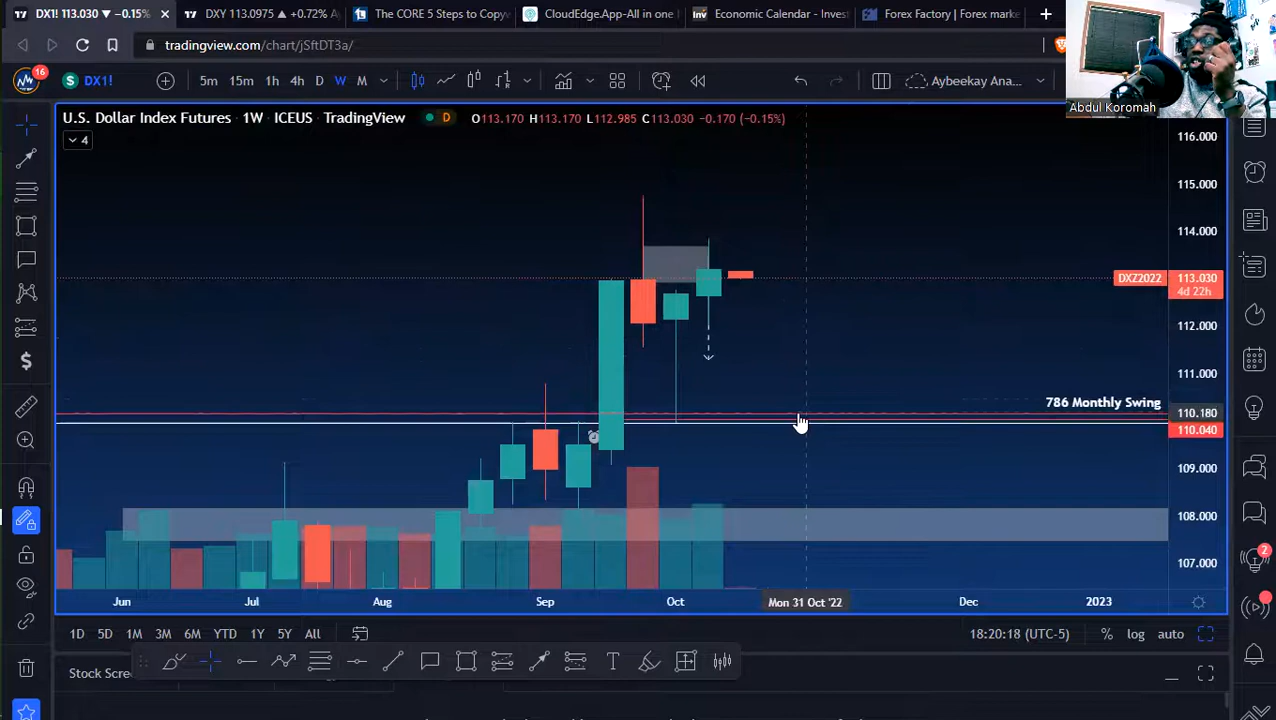 DX1! 113.030 ▼ −0.15%
DXY 113.0975 ▲ +0.72%
The CORE 5 Steps to Copy
CloudEdge.App-All in one
Economic Calendar - Invest
Forex Factory | Forex mark
tradingview.com/chart/jSftDT3a/
16
DX1!
5m 15m 1h 4h D W M
Aybeekay Ana...
Abdul Koromah
U.S. Dollar Index Futures · 1W · ICEUS · TradingView
D
O113.170 H113.170 L112.985 C113.030 −0.170 (−0.15%)
4
116.000
115.000
114.000
DXZ2022 113.030
4d 22h
112.000
111.000
786 Monthly Swing
110.180
110.040
109.000
108.000
107.000
2
Jun Jul Aug Sep Oct Mon 31 Oct '22 Dec 2023
1D 5D 1M 3M 6M YTD 1Y 5Y All
18:20:18 (UTC-5) % log auto
Stock Scre